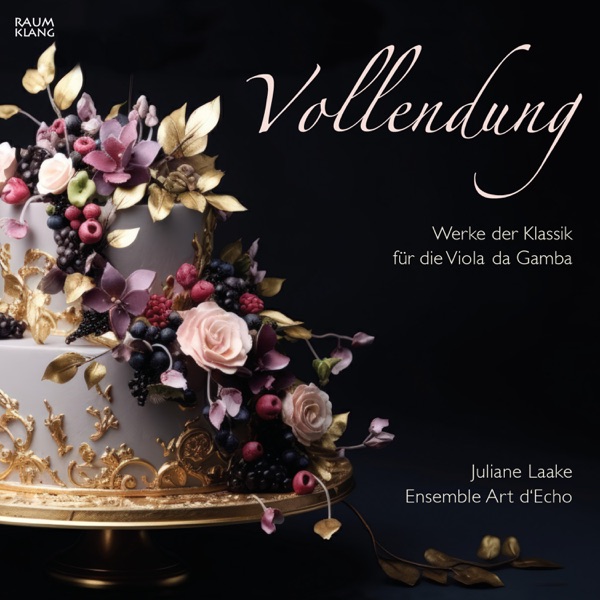 RAUM
KLANG
Vollendung
Werke der Klassik
für die Viola da Gamba
Juliane Laake
Ensemble Art d'Echo